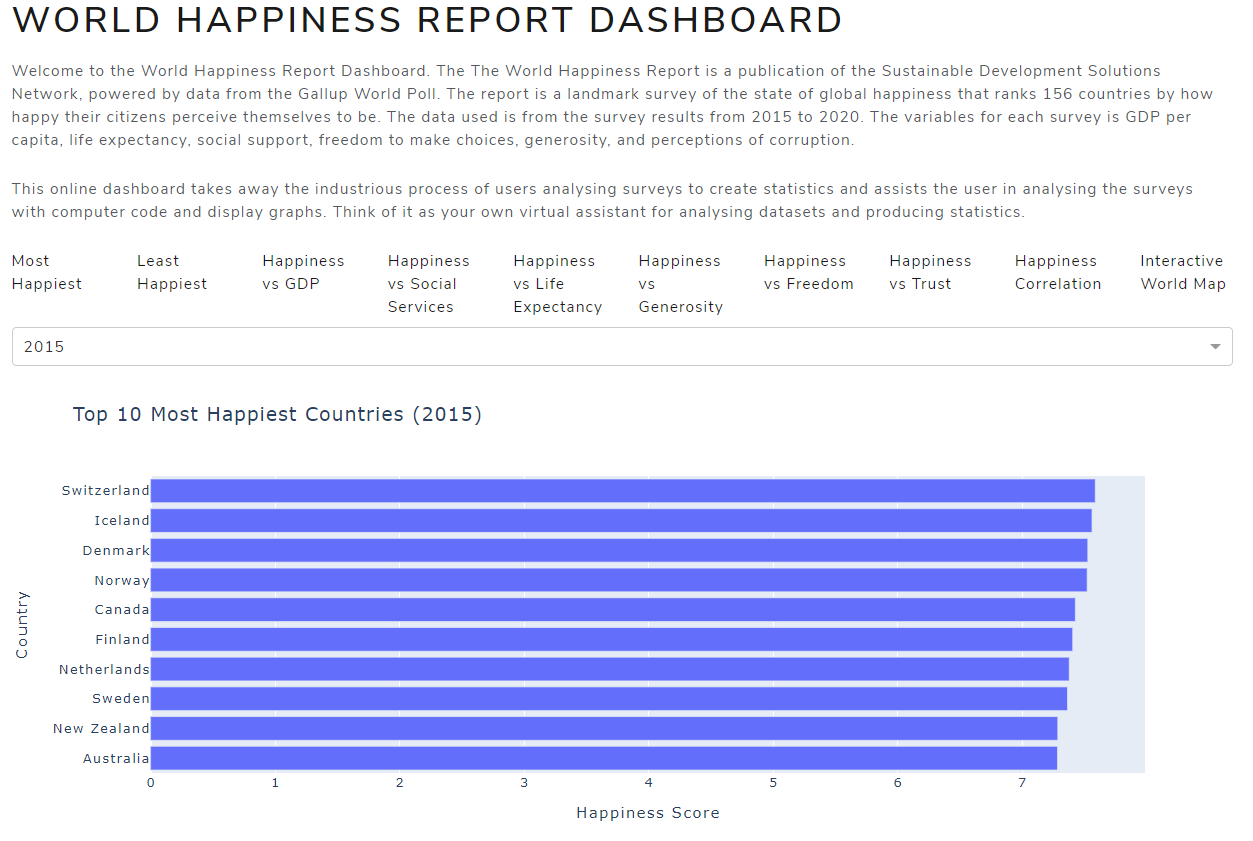 WORLD HAPPINESS REPORT DASHBOARD
Welcome to the World Happiness Report Dashboard. The The World Happiness Report is a publication of the Sustainable Development Solutions
Network, powered by data from the Gallup World Poll. The report is a landmark survey of the state of global happiness that ranks 156 countries by how
happy their citizens perceive themselves to be. The data used is from the survey results from 2015 to 2020. The variables for each survey is GDP per
capita, life expectancy, social support, freedom to make choices, generosity, and perceptions of corruption.
This online dashboard takes away the industrious process of users analysing surveys to create statistics and assists the user in analysing the surveys
with computer code and display graphs. Think of it as your own virtual assistant for analysing datasets and producing statistics.
Most
Happiest
Least
Happiest
Happiness
vs GDP
Happiness
vs Social
Services
Happiness
vs Life
Expectancy
Happiness
vs
Generosity
Happiness
vs Freedom
Happiness
vs Trust
Happiness
Correlation
Interactive
World Map
2015
Top 10 Most Happiest Countries (2015)
Country
Switzerland
Iceland
Denmark
Norway
Canada
Finland
Netherlands
Sweden
New Zealand
Australia
0 1 2 3 4 5 6 7
Happiness Score